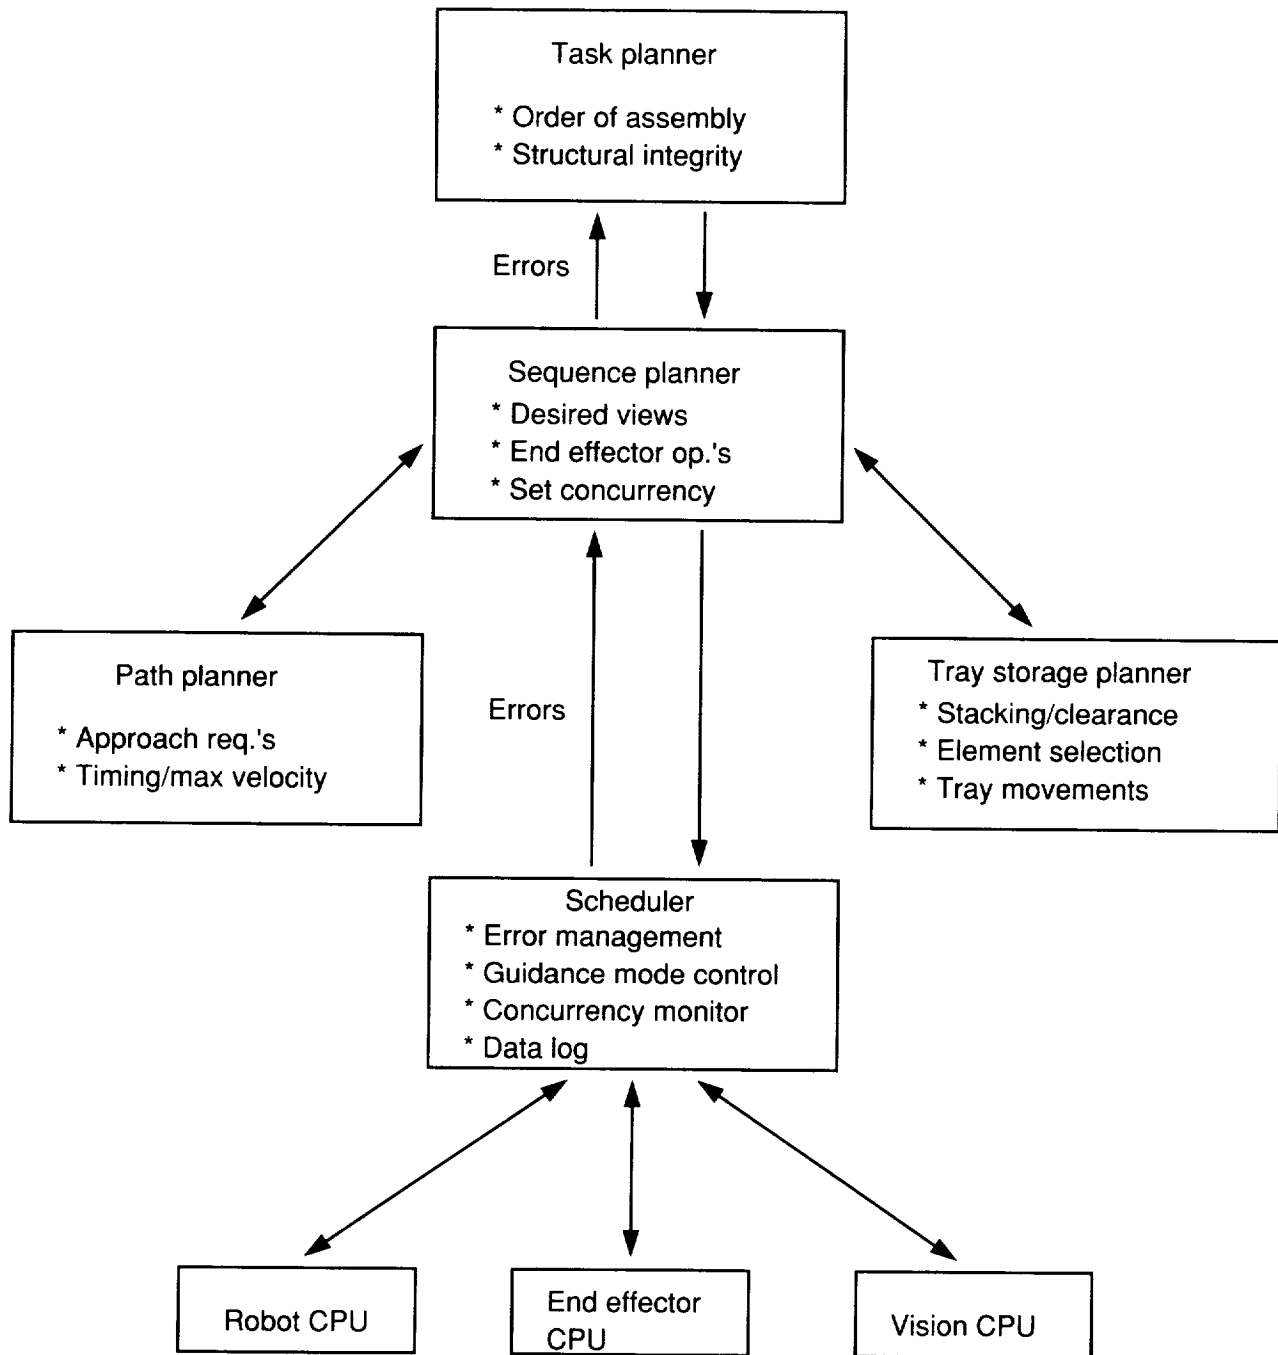 Task planner
* Order of assembly
* Structural integrity
Errors
Sequence planner
* Desired views
* End effector op.'s
* Set concurrency
Path planner
* Approach req.'s
* Timing/max velocity
Errors
Tray storage planner
* Stacking/clearance
* Element selection
* Tray movements
Scheduler
* Error management
* Guidance mode control
* Concurrency monitor
* Data log
Robot CPU
End effector
CPU
Vision CPU